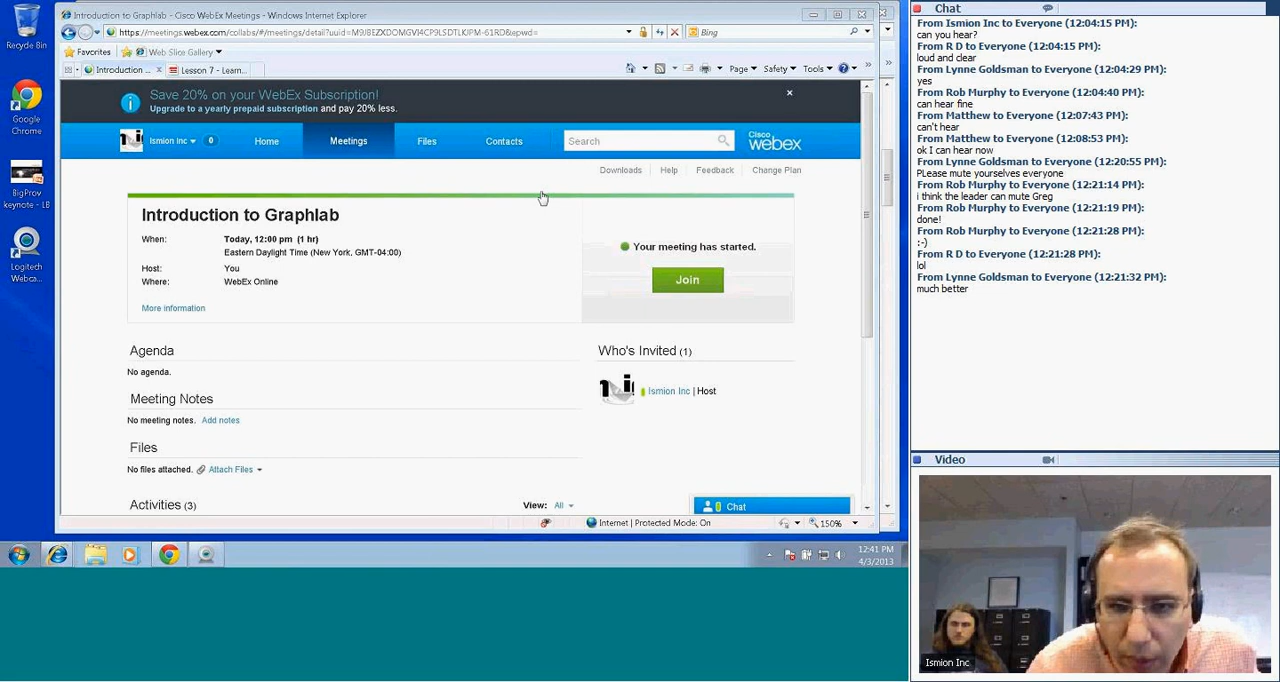 Recycle Bin
Google Chrome
BigProv keynote - LB
Logitech Webca...
Introduction to Graphlab - Cisco WebEx Meetings - Windows Internet Explorer
Bing
Favorites
Web Slice Gallery
Introduction ...
Lesson 7 - Learn...
Page
Safety
Tools
Save 20% on your WebEx Subscription!
Upgrade to a yearly prepaid subscription and pay 20% less.
Ismion Inc
0
Home
Meetings
Files
Contacts
Search
Cisco webex
Downloads
Help
Feedback
Change Plan
Introduction to Graphlab
When: Today, 12:00 pm (1 hr)
Eastern Daylight Time (New York, GMT-04:00)
Host: You
Where: WebEx Online
More information
Your meeting has started.
Join
Agenda
No agenda.
Meeting Notes
No meeting notes. Add notes
Files
No files attached. Attach Files
Activities (3)
View: All
Who's Invited (1)
Ismion Inc | Host
Chat
Internet | Protected Mode: On
150%
12:41 PM
4/3/2013
Chat
From Ismion Inc to Everyone (12:04:15 PM):
can you hear?
From R D to Everyone (12:04:15 PM):
loud and clear
From Lynne Goldsman to Everyone (12:04:29 PM):
yes
From Rob Murphy to Everyone (12:04:40 PM):
can hear fine
From Matthew to Everyone (12:07:43 PM):
can't hear
From Matthew to Everyone (12:08:53 PM):
ok I can hear now
From Lynne Goldsman to Everyone (12:20:55 PM):
PLease mute yourselves everyone
From Rob Murphy to Everyone (12:21:14 PM):
i think the leader can mute Greg
From Rob Murphy to Everyone (12:21:19 PM):
done!
From Rob Murphy to Everyone (12:21:28 PM):
:-)
From R D to Everyone (12:21:28 PM):
lol
From Lynne Goldsman to Everyone (12:21:32 PM):
much better
Video
Ismion Inc